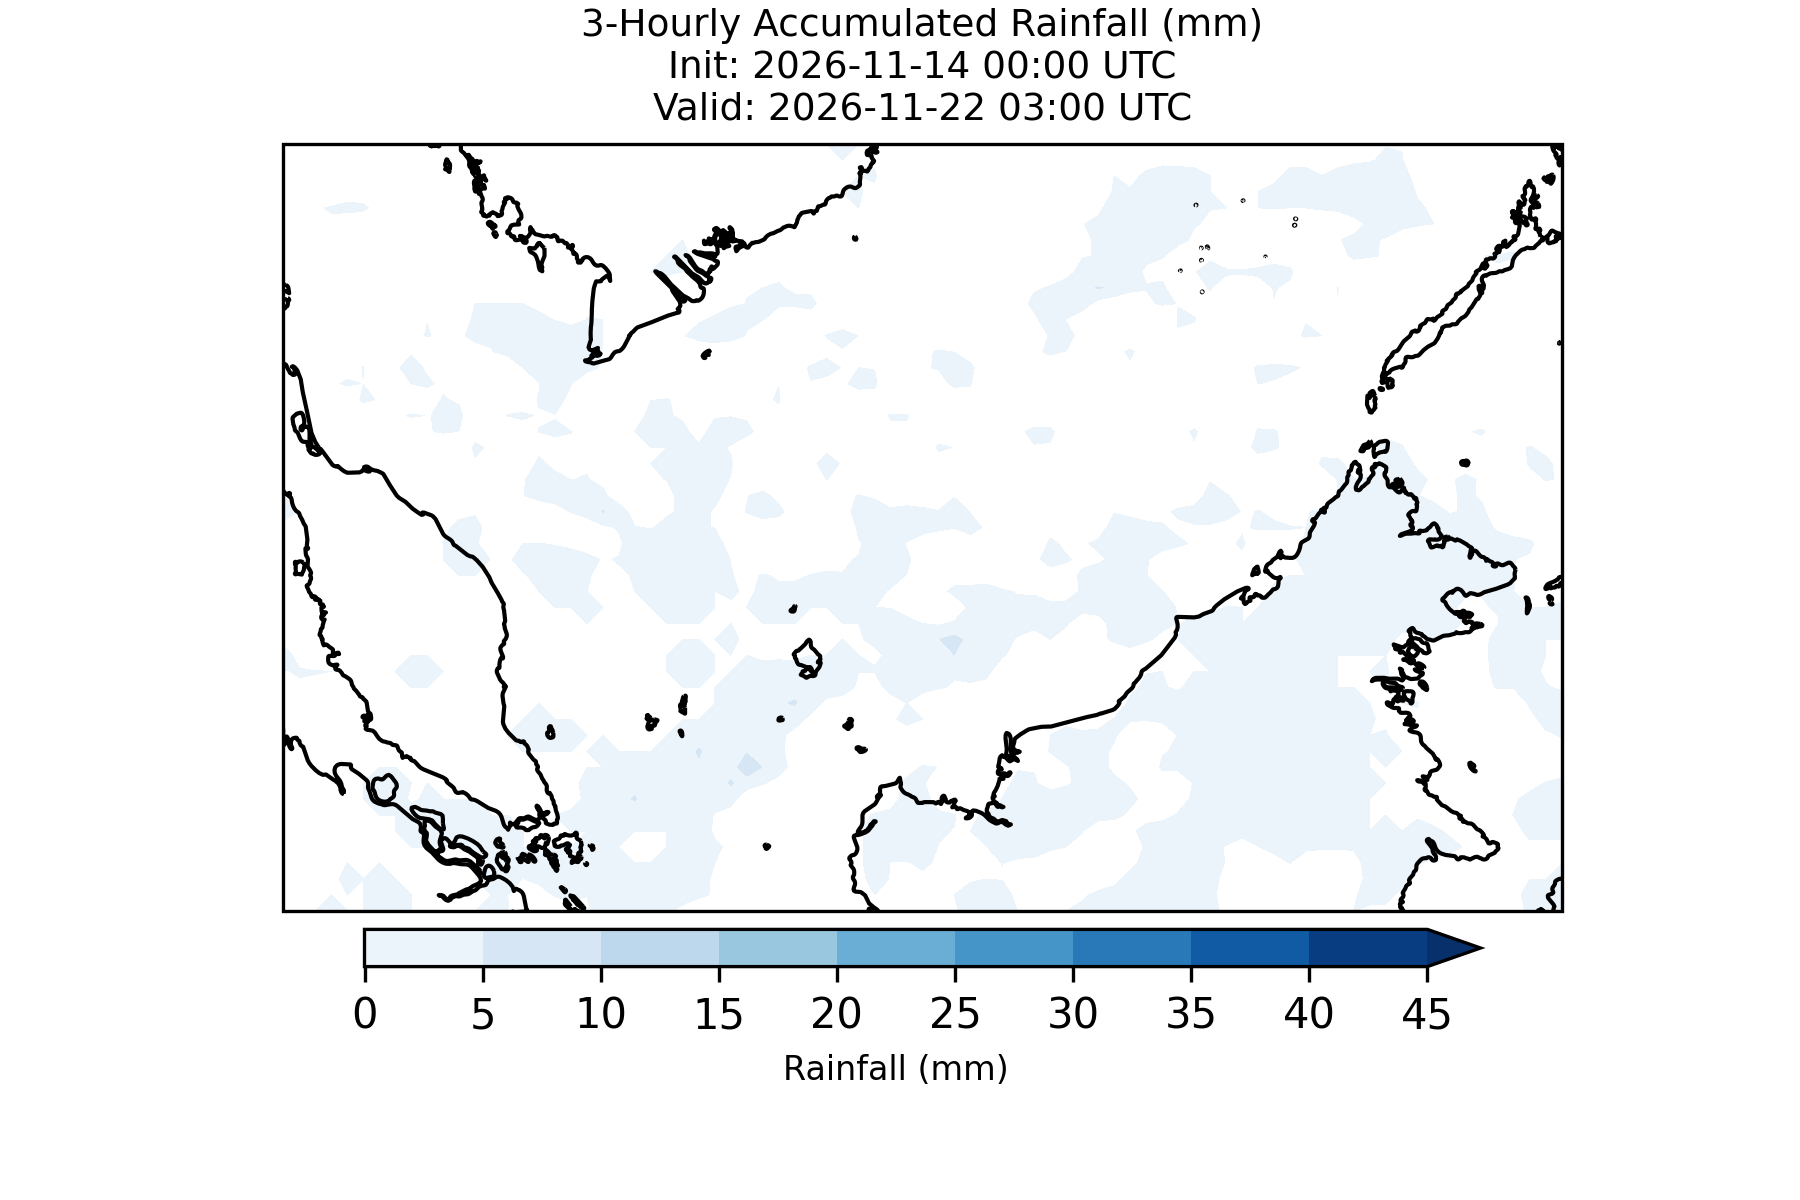 3-Hourly Accumulated Rainfall (mm)
Init: 2026-11-14 00:00 UTC
Valid: 2026-11-22 03:00 UTC
0 5 10 15 20 25 30 35 40 45
Rainfall (mm)